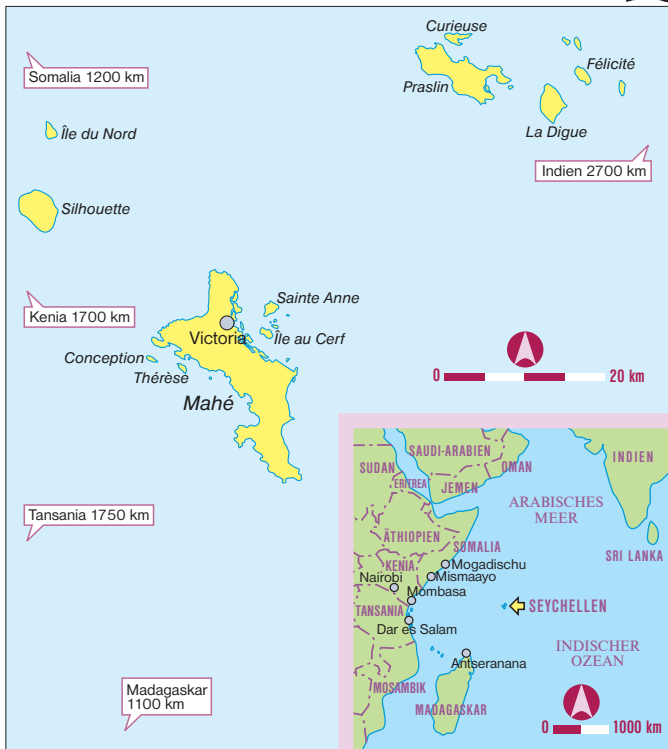 Curieuse
Félicité
Somalia 1200 km
Praslin
La Digue
Île du Nord
Indien 2700 km
Silhouette
Sainte Anne
Kenia 1700 km
Victoria
Île au Cerf
Conception
Thérèse
0 20 km
Mahé
Tansania 1750 km
Madagaskar
1100 km
SAUDI-ARABIEN
INDIEN
SUDAN
OMAN
ERITREA
JEMEN
ARABISCHES
MEER
ÄTHIOPIEN
SOMALIA
SRI LANKA
KENIA
Mogadischu
Nairobi
Mismaayo
Mombasa
TANSANIA
SEYCHELLEN
Dar es Salam
INDISCHER
OZEAN
Antseranana
MOSAMBIK
MADAGASKAR
0 1000 km